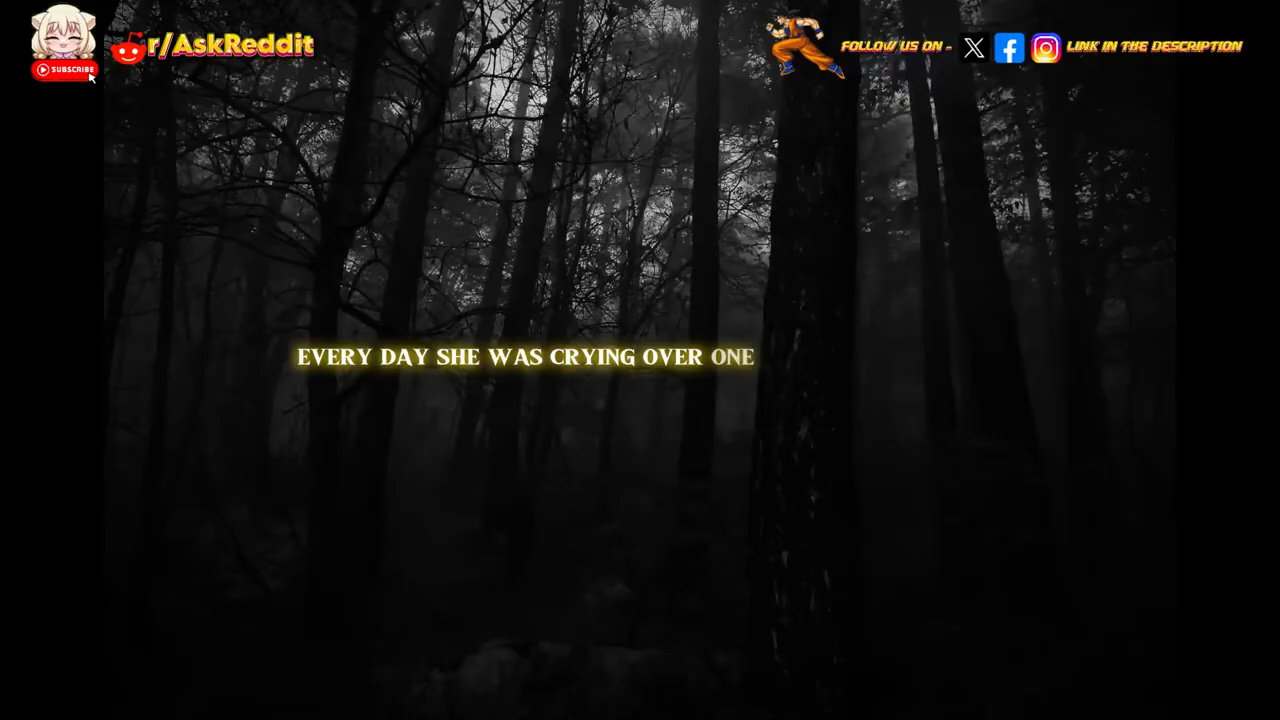 r/AskReddit
SUBSCRIBE
FOLLOW US ON -
LINK IN THE DESCRIPTION
EVERY DAY SHE WAS CRYING OVER ONE